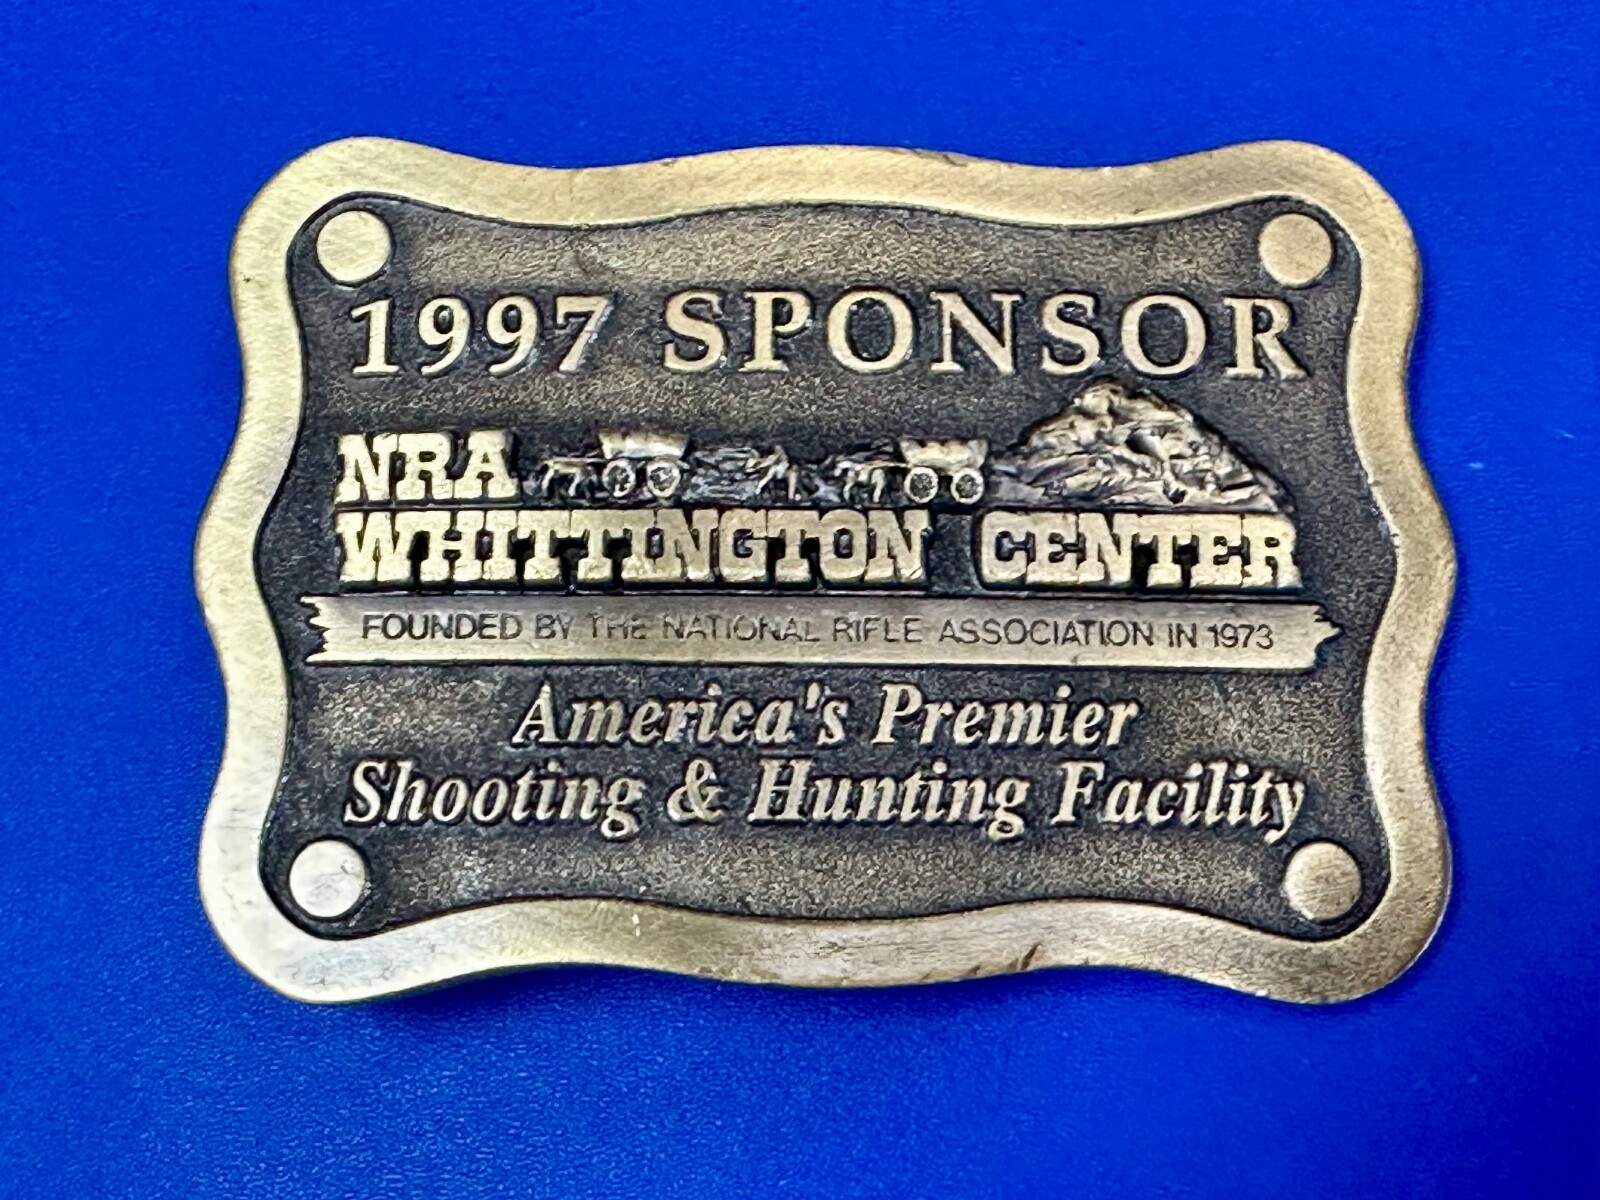 1997 SPONSOR
NRA
WHITTINGTON CENTER
FOUNDED BY THE NATIONAL RIFLE ASSOCIATION IN 1973
America's Premier
Shooting & Hunting Facility